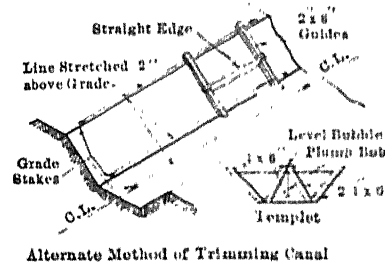 Straight Edge
2"x 6"
Guides
Line Stretched 2"
above Grade.
C.L.
Grade
Stakes
C.L.
Level Bubble
Plumb Bob
1 x 6"
2-1"x 6"
Templet
Alternate Method of Trimming Canal